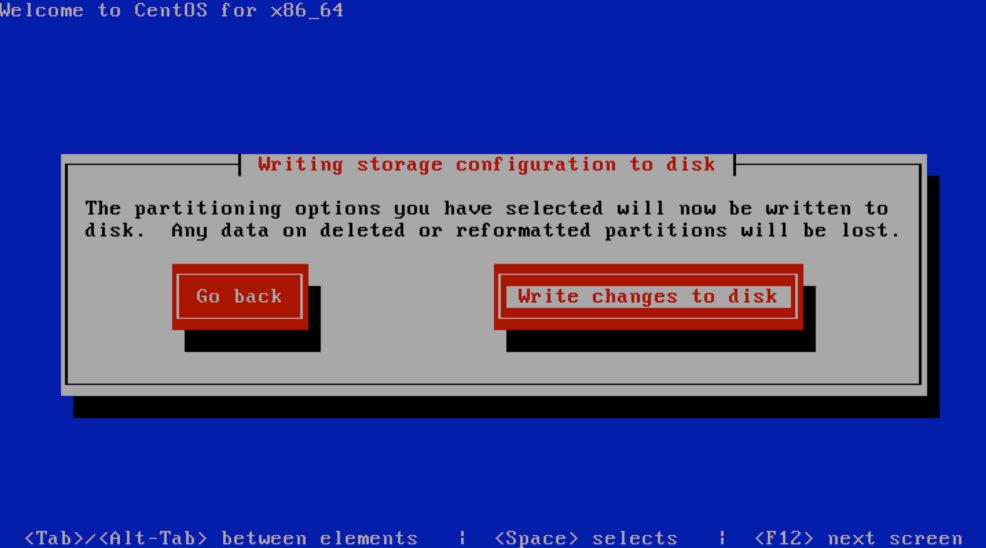 Welcome to CentOS for x86_64
Writing storage configuration to disk
The partitioning options you have selected will now be written to
disk.  Any data on deleted or reformatted partitions will be lost.
Go back
Write changes to disk
<Tab>/<Alt-Tab> between elements   |  <Space> selects   |  <F12> next screen